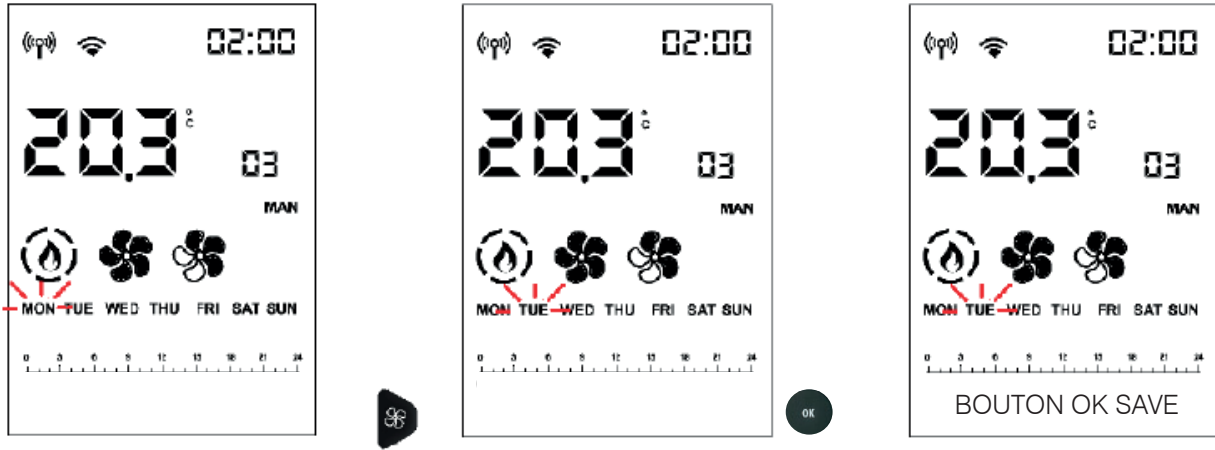 02:00
20.3 °C
03
MAN
MON TUE WED THU FRI SAT SUN
0 3 6 9 12 15 18 21 24
02:00
20.3 °C
03
MAN
MON TUE WED THU FRI SAT SUN
0 3 6 9 12 15 18 21 24
OK
02:00
20.3 °C
03
MAN
MON TUE WED THU FRI SAT SUN
0 3 6 9 12 15 18 21 24
BOUTON OK SAVE